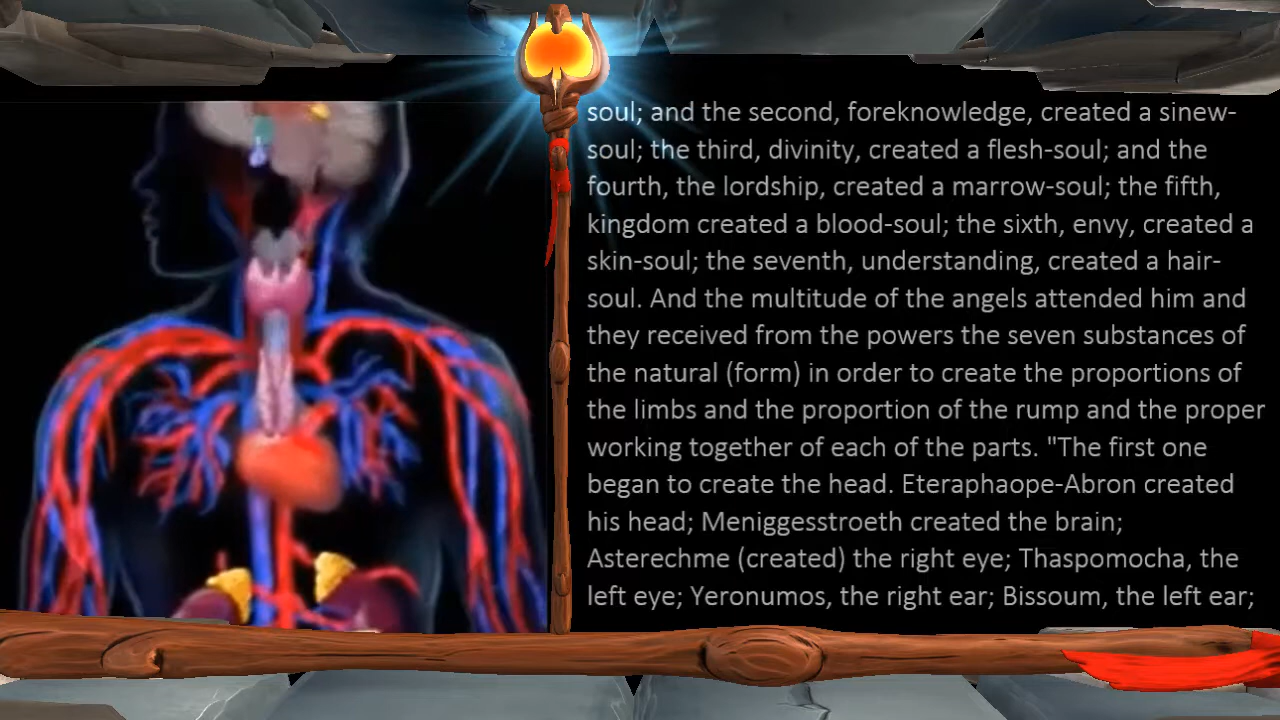 soul; and the second, foreknowledge, created a sinew-
soul; the third, divinity, created a flesh-soul; and the
fourth, the lordship, created a marrow-soul; the fifth,
kingdom created a blood-soul; the sixth, envy, created a
skin-soul; the seventh, understanding, created a hair-
soul. And the multitude of the angels attended him and
they received from the powers the seven substances of
the natural (form) in order to create the proportions of
the limbs and the proportion of the rump and the proper
working together of each of the parts. "The first one
began to create the head. Eteraphaope-Abron created
his head; Meniggesstroeth created the brain;
Asterechme (created) the right eye; Thaspomocha, the
left eye; Yeronumos, the right ear; Bissoum, the left ear;